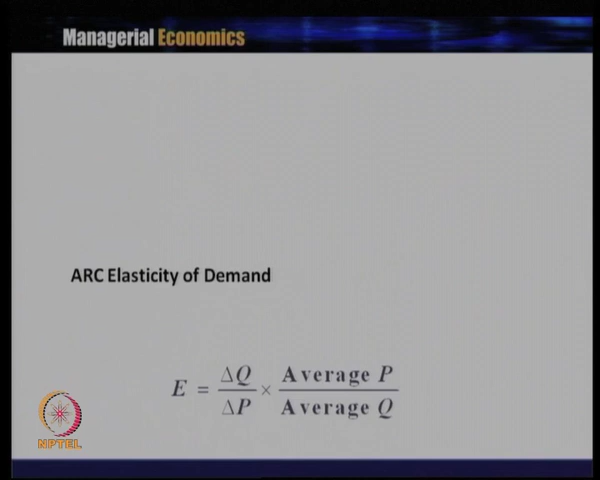 Managerial Economics
ARC Elasticity of Demand
E = ΔQ/ΔP × Average P/Average Q
NPTEL